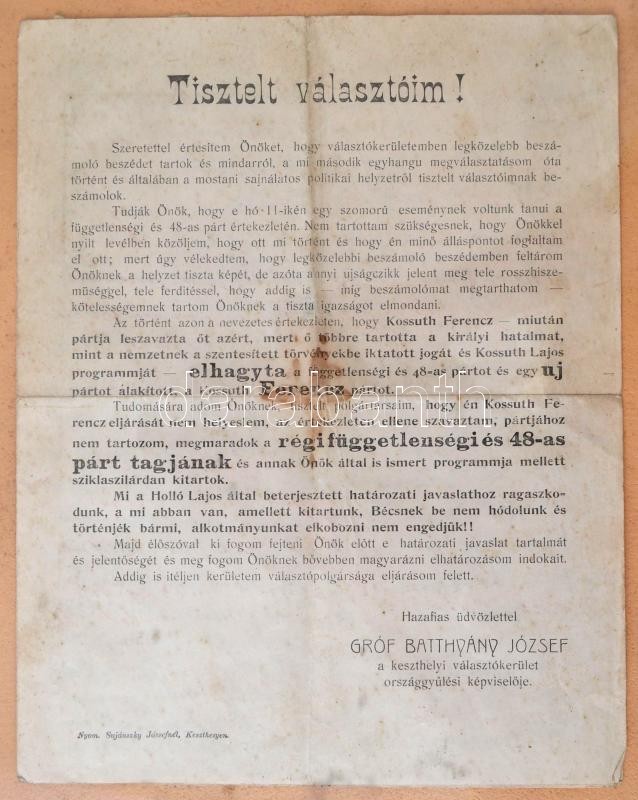 Tisztelt választóim!
Szeretettel értesítem Önöket, hogy választókerületemben legközelebb beszá-
moló beszédet tartok és mindarról, a mi második egyhangu megválasztatásom óta
történt és általában a mostani sajnálatos politikai helyzetről tisztelt választóimnak be-
számolok.
Tudják Önök, hogy e hó 11-ikén egy szomorú eseménynek voltunk tanui a
függetlenségi és 48-as párt értekezletén. Nem tartottam szükségesnek, hogy Önökkel
nyilt levélben közöljem, hogy ott mi történt és hogy én minő álláspontot foglaltam
el ott; mert úgy vélekedtem, hogy legközelebbi beszámoló beszédemben feltárom
Önöknek a helyzet tiszta képét, de azóta annyi ujságczikk jelent meg tele rosszhisze-
müséggel, tele ferditéssel, hogy addig is — mig beszámolómat megtarthatom —
kötelességemnek tartom Önöknek a tiszta igazságot elmondani.
Az történt azon a nevezetes értekezleten, hogy Kossuth Ferencz — miután
pártja leszavazta őt azért, mert ő többre tartotta a királyi hatalmat,
mint a nemzetnek a szentesített törvényekbe iktatott jogát és Kossuth Lajos
programmját — elhagyta a függetlenségi és 48-as pártot és egy uj
pártot alakított, a Kossuth Ferencz pártot.
Tudomására adom Önöknek, tisztelt polgártársaim, hogy én Kossuth Fe-
rencz eljárását nem helyeslem, az értekezleten ellene szavaztam, pártjához
nem tartozom, megmaradok a régi függetlenségi és 48-as
párt tagjának és annak Önök által is ismert programmja mellett
sziklaszilárdan kitartok.
Mi a Holló Lajos által beterjesztett határozati javaslathoz ragaszko-
dunk, a mi abban van, amellett kitartunk, Bécsnek be nem hódolunk és
történjék bármi, alkotmányunkat elkobozni nem engedjük!!
Majd élőszóval ki fogom fejteni Önök előtt e határozati javaslat tartalmát
és jelentőségét és meg fogom Önöknek bővebben magyarázni elhatározásom indokait.
Addig is itéljen kerületem választópolgársága eljárásom felett.
Hazafias üdvözlettel
GRÓF BATTHYÁNY JÓZSEF
a keszthelyi választókerület
országgyülési képviselője.
Nyom. Sujánszky Józsefnél, Keszthelyen.
darabanth